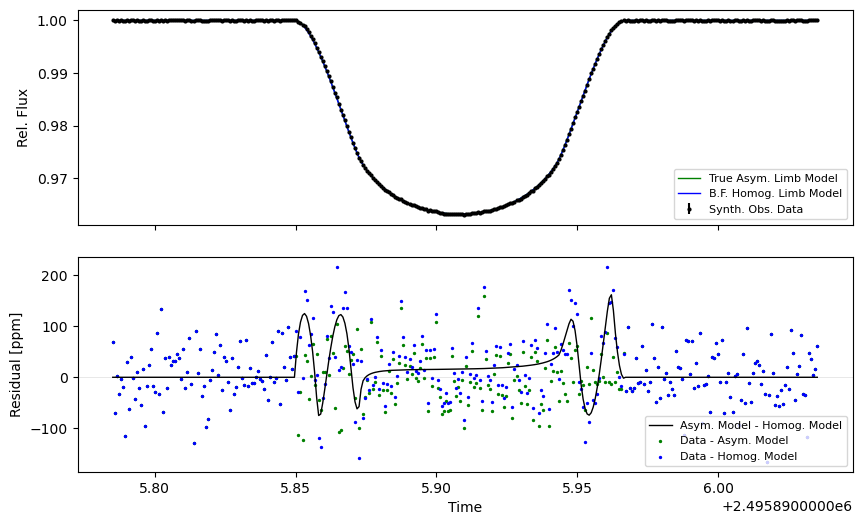 1.00
0.99
0.98
0.97
Rel. Flux
True Asym. Limb Model
B.F. Homog. Limb Model
Synth. Obs. Data
200
100
0
−100
Residual [ppm]
Asym. Model - Homog. Model
Data - Asym. Model
Data - Homog. Model
5.80
5.85
5.90
5.95
6.00
Time
+2.4958900000e6